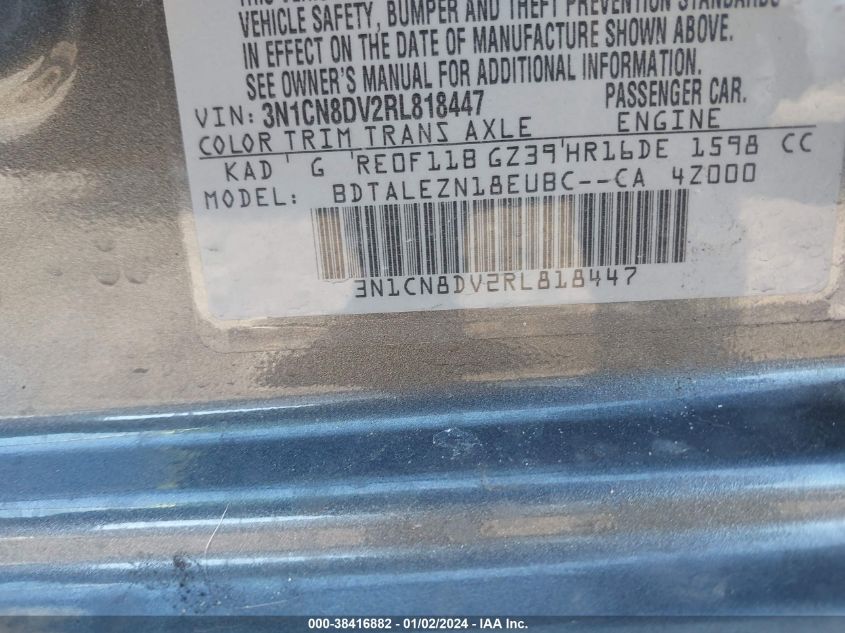 VEHICLE SAFETY, BUMPER AND THEFT PREVENTION STANDARDS
IN EFFECT ON THE DATE OF MANUFACTURE SHOWN ABOVE.
SEE OWNER'S MANUAL FOR ADDITIONAL INFORMATION.
VIN: 3N1CN8DV2RL818447 PASSENGER CAR.
COLOR TRIM TRANS AXLE ENGINE
KAD G RE0F11B GZ39 HR16DE 1598 CC
MODEL: BDTALEZN18EUBC--CA 4Z000
3N1CN8DV2RL818447
000-38416882 - 01/02/2024 - IAA Inc.